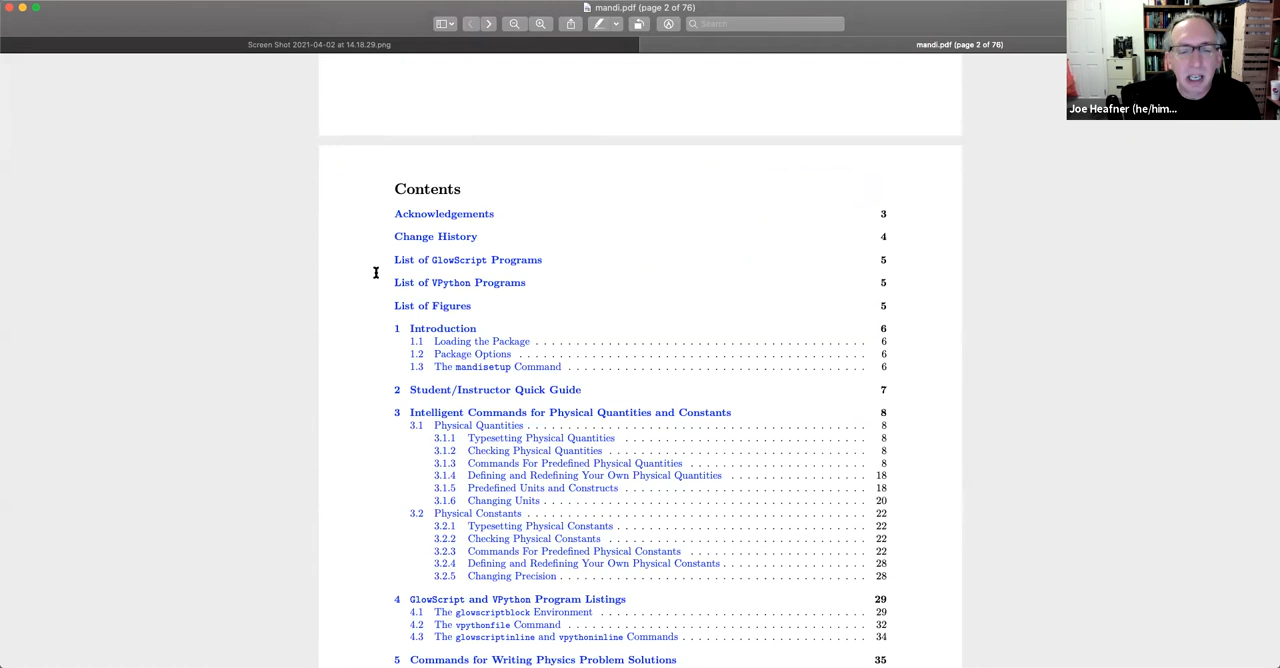 mandi.pdf (page 2 of 76)
Search
Screen Shot 2021-04-02 at 14.18.29.png
mandi.pdf (page 2 of 76)
Joe Heafner (he/him...
Contents
Acknowledgements 3
Change History 4
List of GlowScript Programs 5
List of VPython Programs 5
List of Figures 5
1 Introduction 6
1.1 Loading the Package . . . . . . . . . . . . . . . . . . . . . . . . . . . . . . . . . . . . . . . . . 6
1.2 Package Options . . . . . . . . . . . . . . . . . . . . . . . . . . . . . . . . . . . . . . . . . . . 6
1.3 The mandisetup Command . . . . . . . . . . . . . . . . . . . . . . . . . . . . . . . . . . . . . 6
2 Student/Instructor Quick Guide 7
3 Intelligent Commands for Physical Quantities and Constants 8
3.1 Physical Quantities . . . . . . . . . . . . . . . . . . . . . . . . . . . . . . . . . . . . . . . . . . 8
3.1.1 Typesetting Physical Quantities . . . . . . . . . . . . . . . . . . . . . . . . . . . . . . 8
3.1.2 Checking Physical Quantities . . . . . . . . . . . . . . . . . . . . . . . . . . . . . . . . 8
3.1.3 Commands For Predefined Physical Quantities . . . . . . . . . . . . . . . . . . . . . 8
3.1.4 Defining and Redefining Your Own Physical Quantities . . . . . . . . . . . . . . . . . 18
3.1.5 Predefined Units and Constructs . . . . . . . . . . . . . . . . . . . . . . . . . . . . . . 18
3.1.6 Changing Units . . . . . . . . . . . . . . . . . . . . . . . . . . . . . . . . . . . . . . . . 20
3.2 Physical Constants . . . . . . . . . . . . . . . . . . . . . . . . . . . . . . . . . . . . . . . . . . 22
3.2.1 Typesetting Physical Constants . . . . . . . . . . . . . . . . . . . . . . . . . . . . . . . 22
3.2.2 Checking Physical Constants . . . . . . . . . . . . . . . . . . . . . . . . . . . . . . . . 22
3.2.3 Commands For Predefined Physical Constants . . . . . . . . . . . . . . . . . . . . . 22
3.2.4 Defining and Redefining Your Own Physical Constants . . . . . . . . . . . . . . . . . 28
3.2.5 Changing Precision . . . . . . . . . . . . . . . . . . . . . . . . . . . . . . . . . . . . . . 28
4 GlowScript and VPython Program Listings 29
4.1 The glowscriptblock Environment . . . . . . . . . . . . . . . . . . . . . . . . . . . . . . . . . 29
4.2 The vpythonfile Command . . . . . . . . . . . . . . . . . . . . . . . . . . . . . . . . . . . . . 32
4.3 The glowscriptinline and vpythoninline Commands . . . . . . . . . . . . . . . . . . . . . . 34
5 Commands for Writing Physics Problem Solutions 35